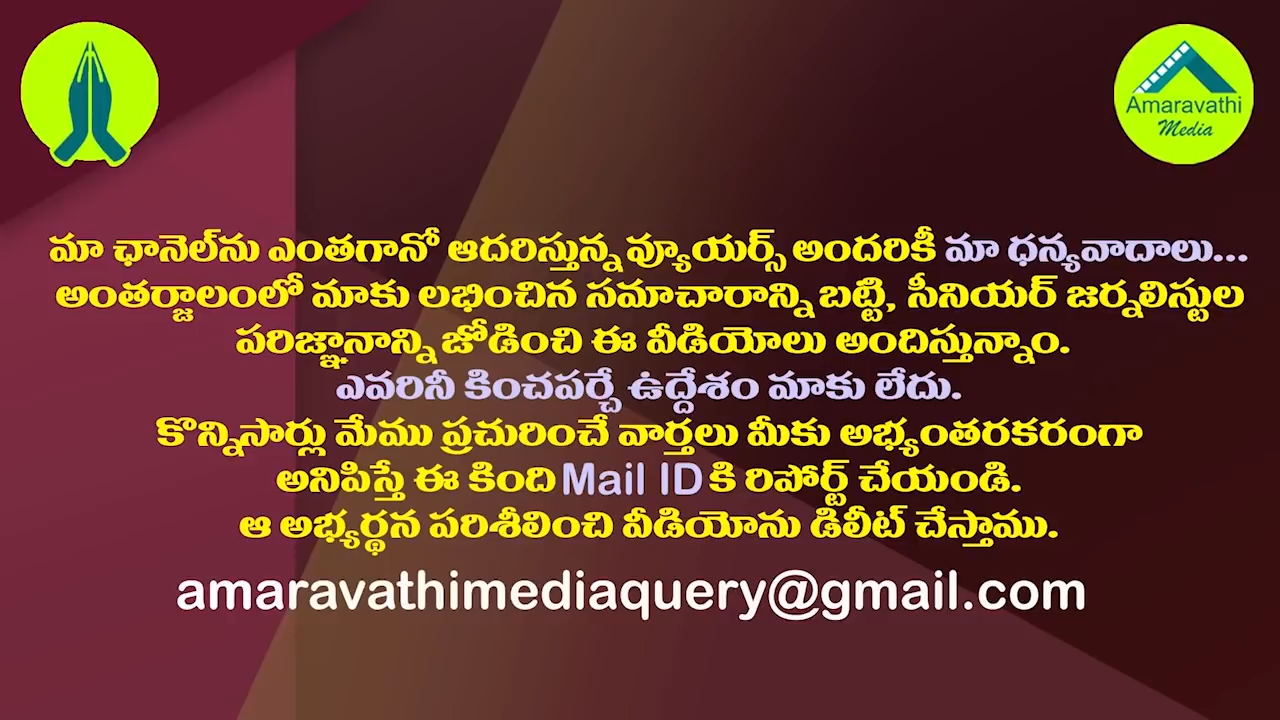 Amaravathi
Media
మా ఛానెల్‌ను ఎంతగానో ఆదరిస్తున్న వ్యూయర్స్ అందరికీ మా ధన్యవాదాలు...
అంతర్జాలంలో మాకు లభించిన సమాచారాన్ని బట్టి, సీనియర్ జర్నలిస్టుల
పరిజ్ఞానాన్ని జోడించి ఈ వీడియోలు అందిస్తున్నాం.
ఎవరినీ కించపర్చే ఉద్దేశం మాకు లేదు.
కొన్నిసార్లు మేము ప్రచురించే వార్తలు మీకు అభ్యంతరకరంగా
అనిపిస్తే ఈ కింది Mail ID కి రిపోర్ట్ చేయండి.
ఆ అభ్యర్థన పరిశీలించి వీడియోను డిలీట్ చేస్తాము.
amaravathimediaquery@gmail.com